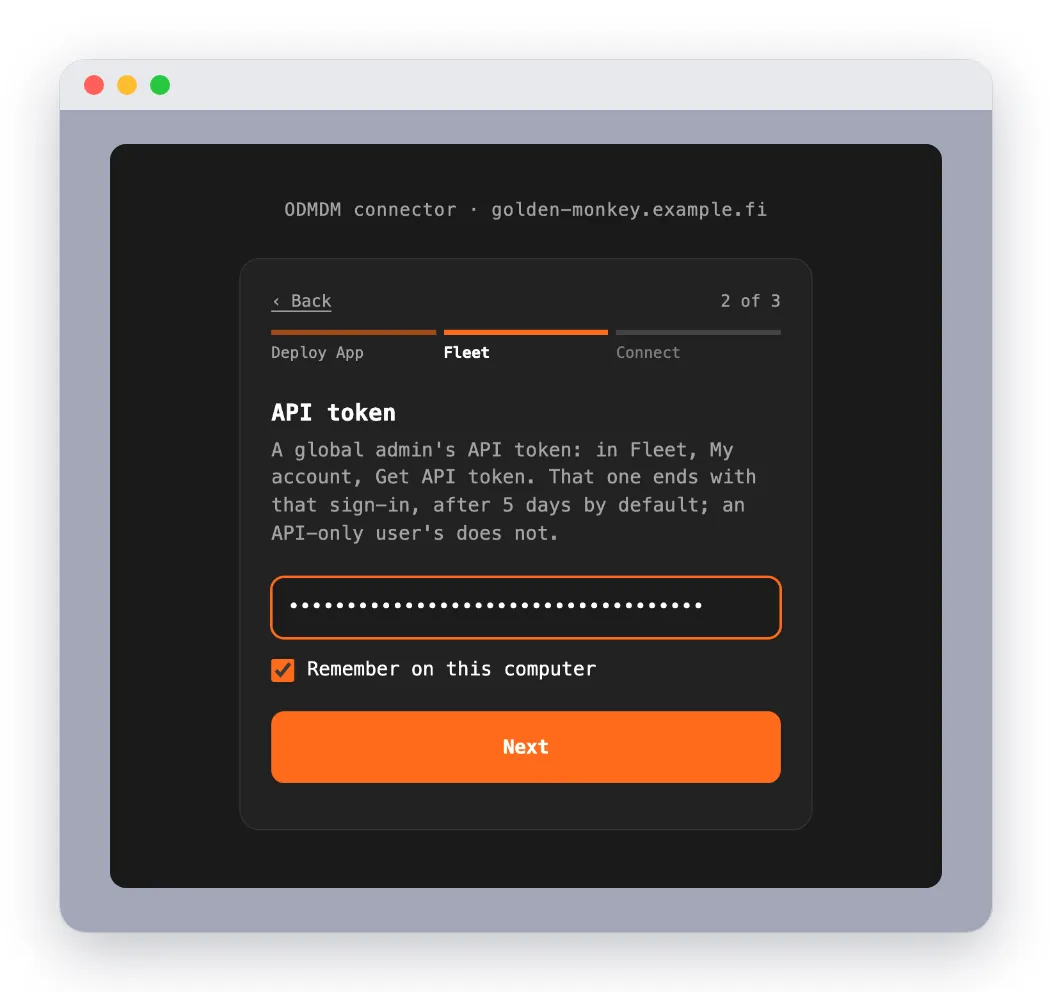 ODMDM connector · golden-monkey.example.fi
‹ Back
2 of 3
Deploy App
Fleet
Connect
API token
A global admin's API token: in Fleet, My
account, Get API token. That one ends with
that sign-in, after 5 days by default; an
API-only user's does not.
••••••••••••••••••••••••••••••••••••
Remember on this computer
Next